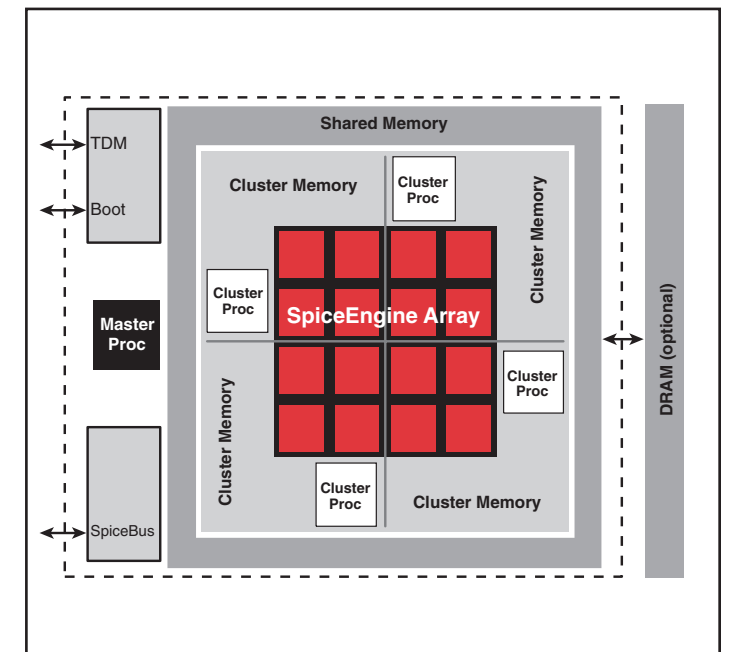 Shared Memory
TDM
Boot
Master
Proc
SpiceBus
Cluster Memory
Cluster
Proc
Cluster Memory
Cluster
Proc
SpiceEngine Array
Cluster
Proc
Cluster Memory
Cluster
Proc
Cluster Memory
DRAM (optional)